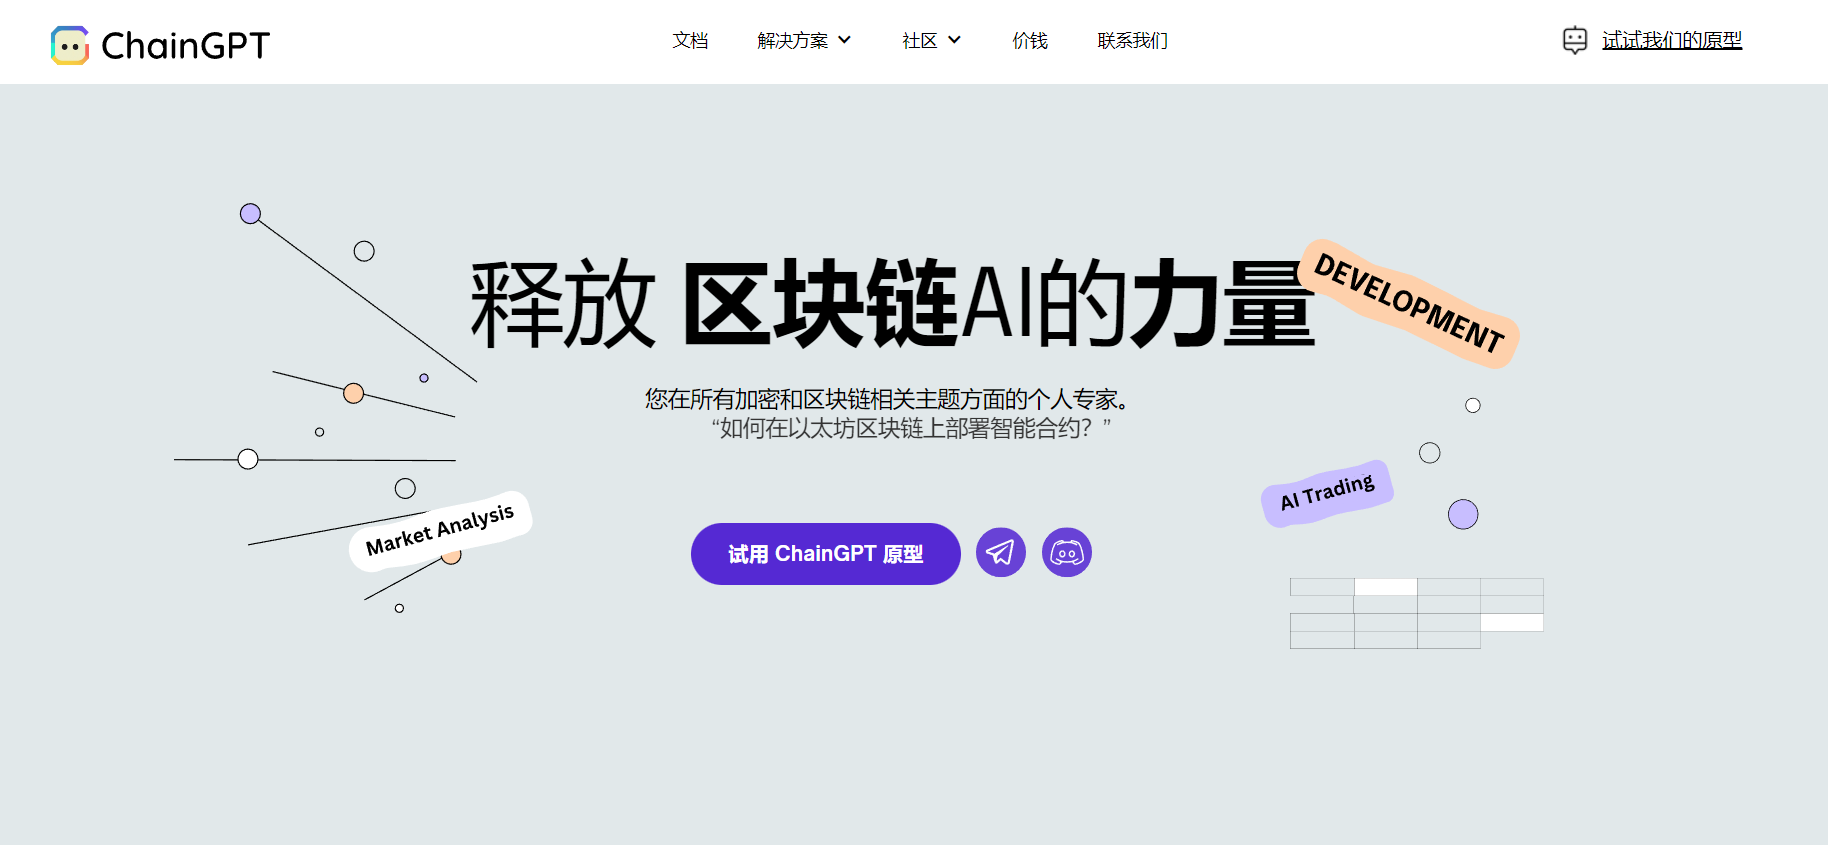 ChainGPT
文档
解决方案
社区
价钱
联系我们
试试我们的原型
释放 区块链AI的力量
DEVELOPMENT
您在所有加密和区块链相关主题方面的个人专家。
“如何在以太坊区块链上部署智能合约？”
AI Trading
Market Analysis
试用 ChainGPT 原型